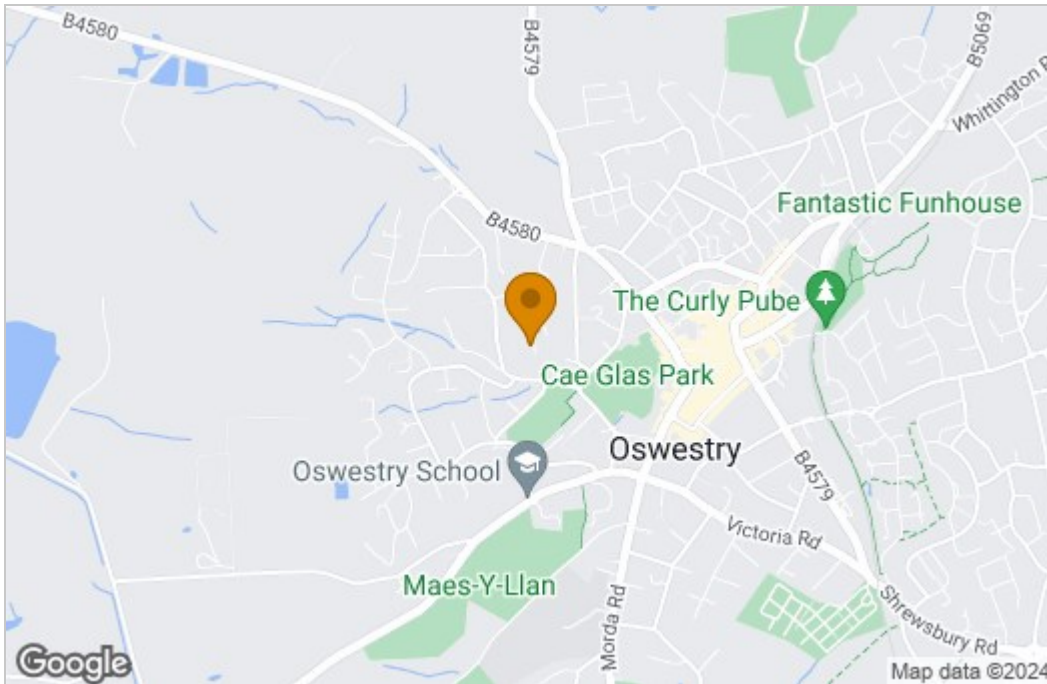 B4580
B4579
B5069
Whittington R
Fantastic Funhouse
B4580
The Curly Pube
Cae Glas Park
Oswestry
Oswestry School
B4579
Victoria Rd
Maes-Y-Llan
Morda Rd
Shrewsbury Rd
Google
Map data ©2024